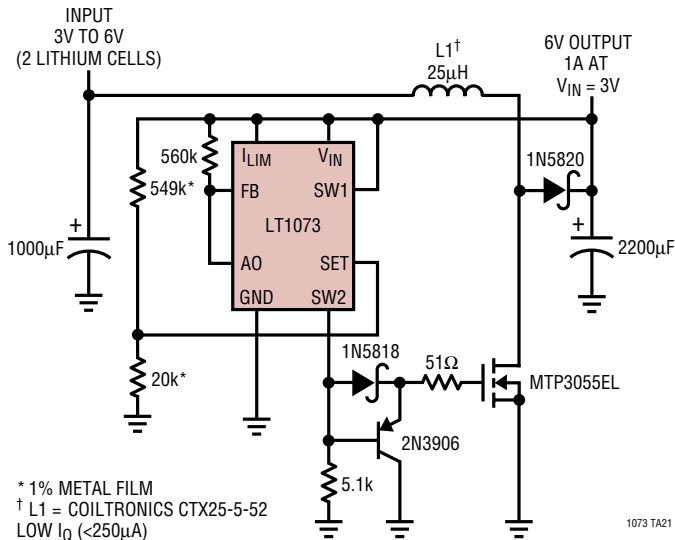 INPUT
3V TO 6V
(2 LITHIUM CELLS)
L1†
25µH
6V OUTPUT
1A AT
VIN = 3V
560k
549k*
ILIM
VIN
FB
SW1
LT1073
AO
SET
GND
SW2
1N5820
1000µF
2200µF
20k*
1N5818
51Ω
MTP3055EL
2N3906
5.1k
* 1% METAL FILM
† L1 = COILTRONICS CTX25-5-52
LOW IQ (<250µA)
1073 TA21
+
+